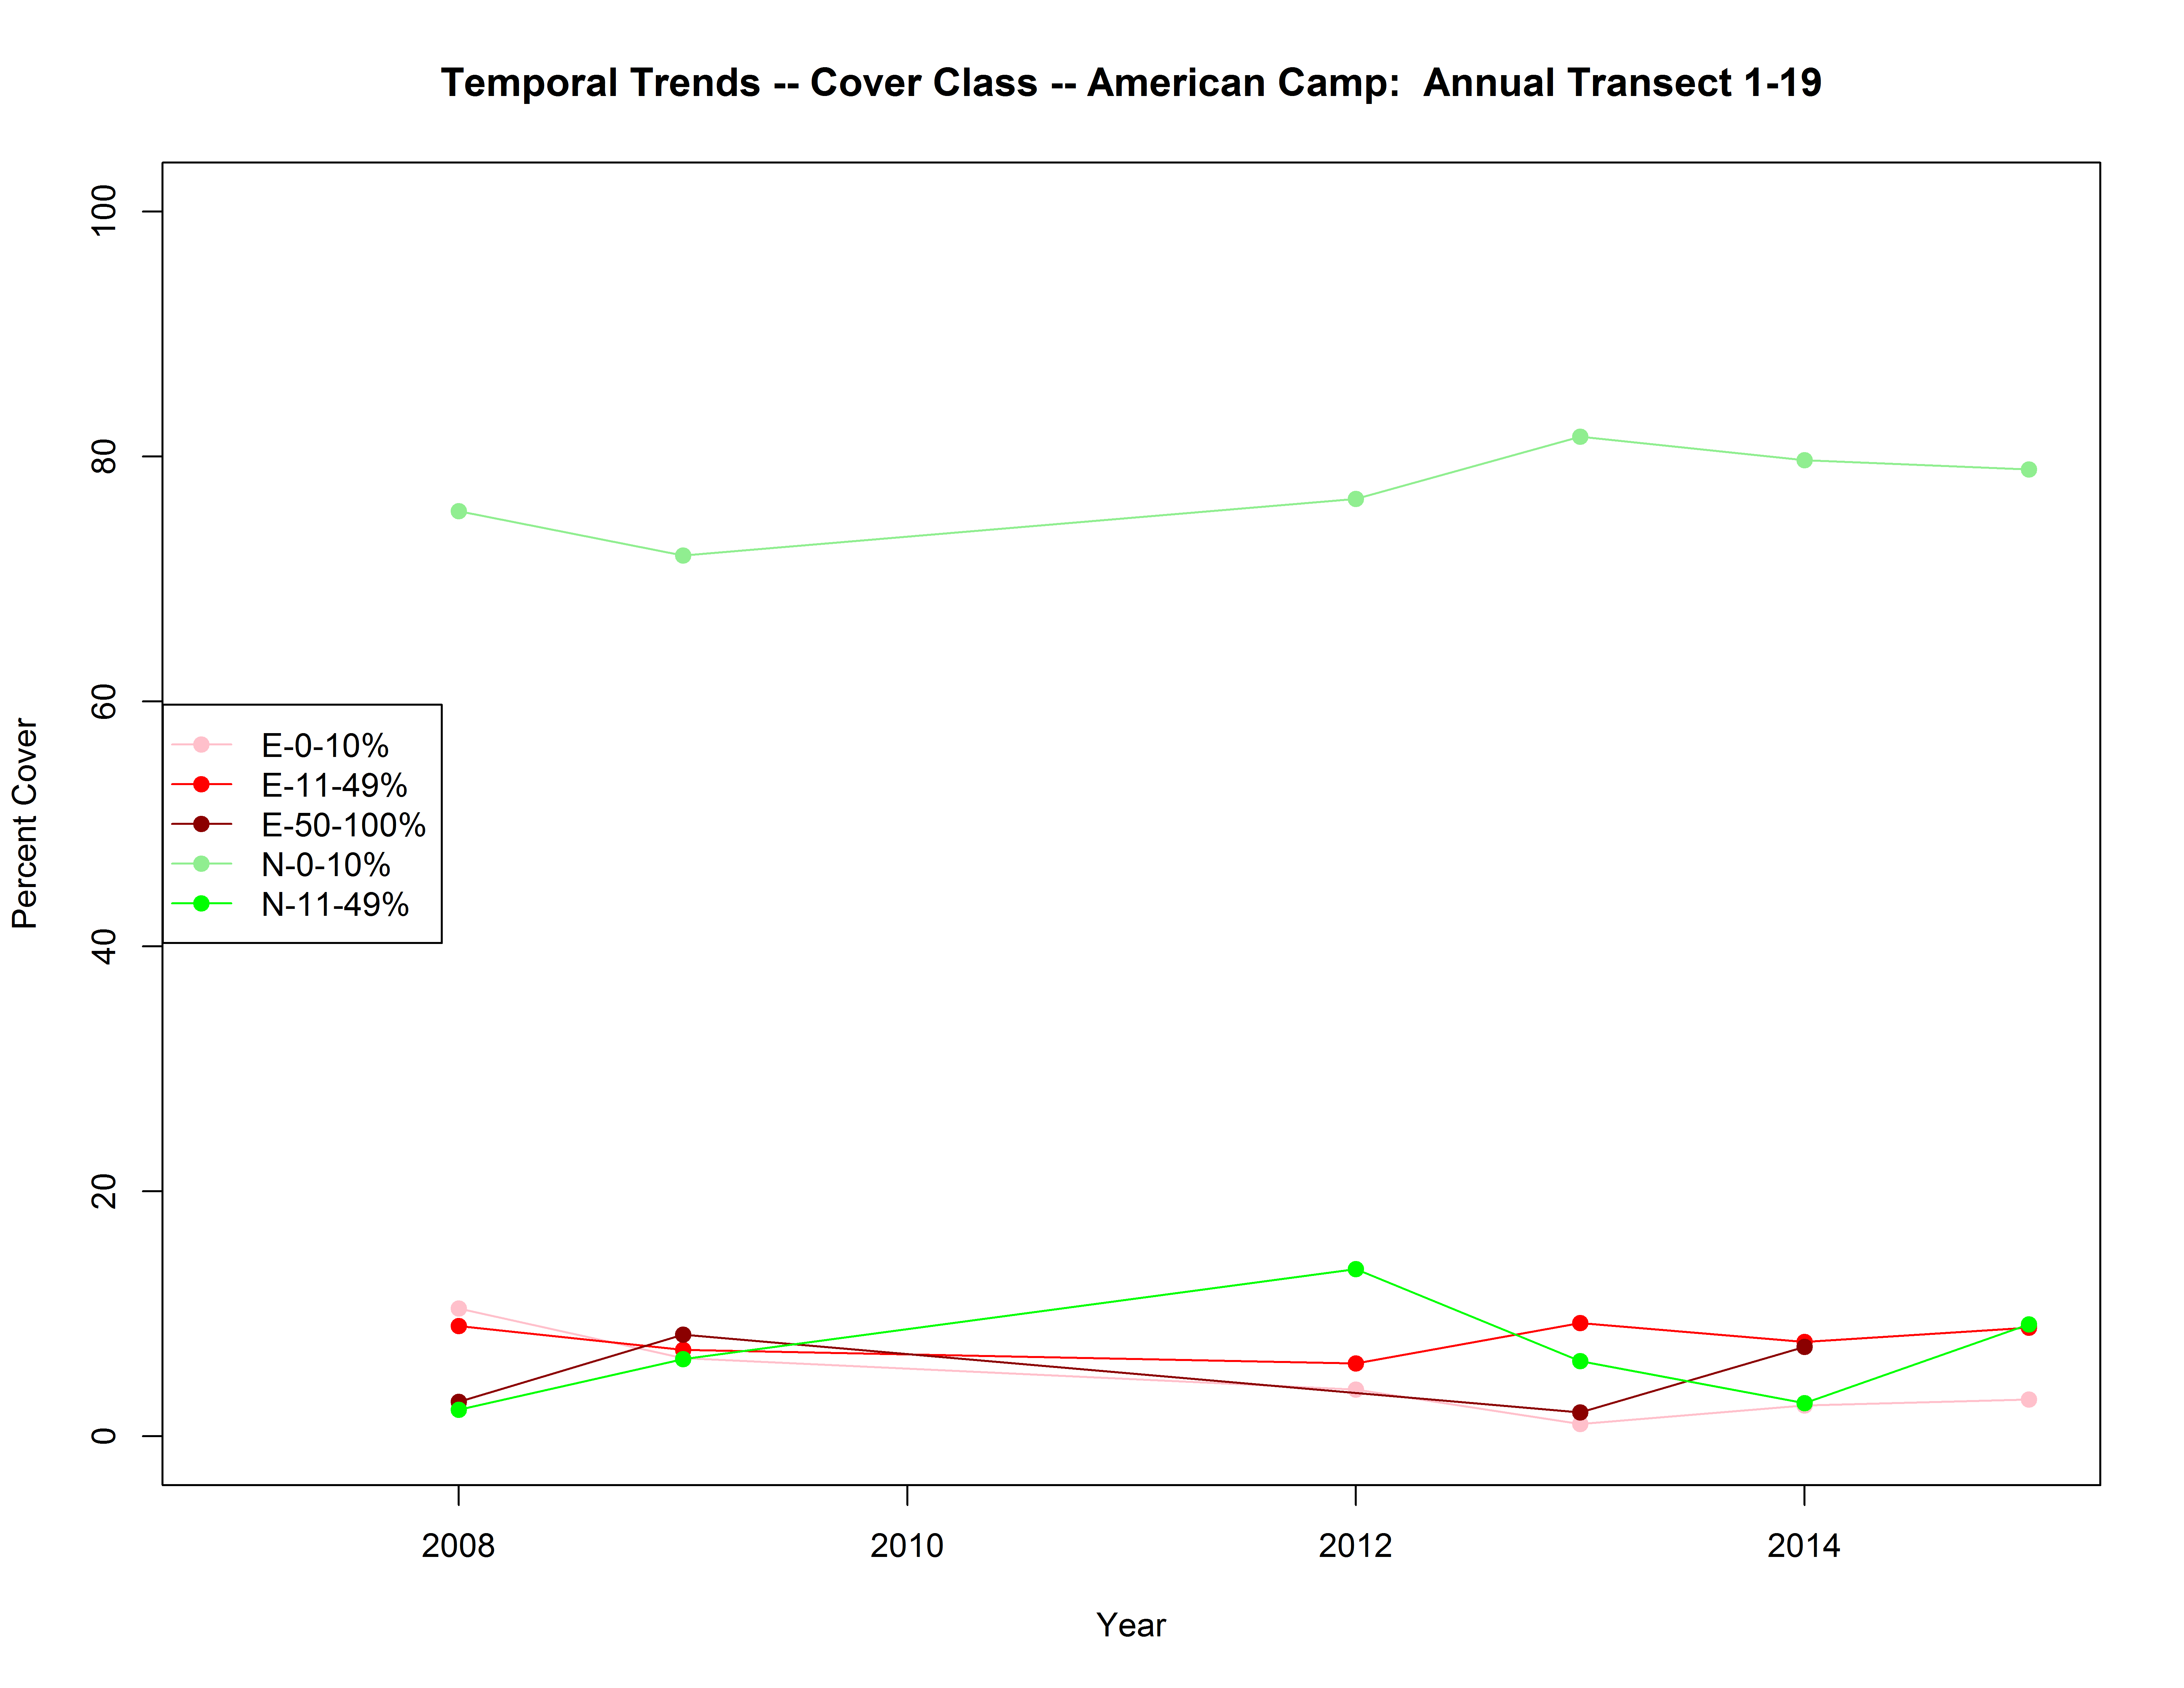 Temporal Trends -- Cover Class -- American Camp:  Annual Transect 1-19
100
80
60
40
20
0
Percent Cover
E-0-10%
E-11-49%
E-50-100%
N-0-10%
N-11-49%
2008 2010 2012 2014
Year